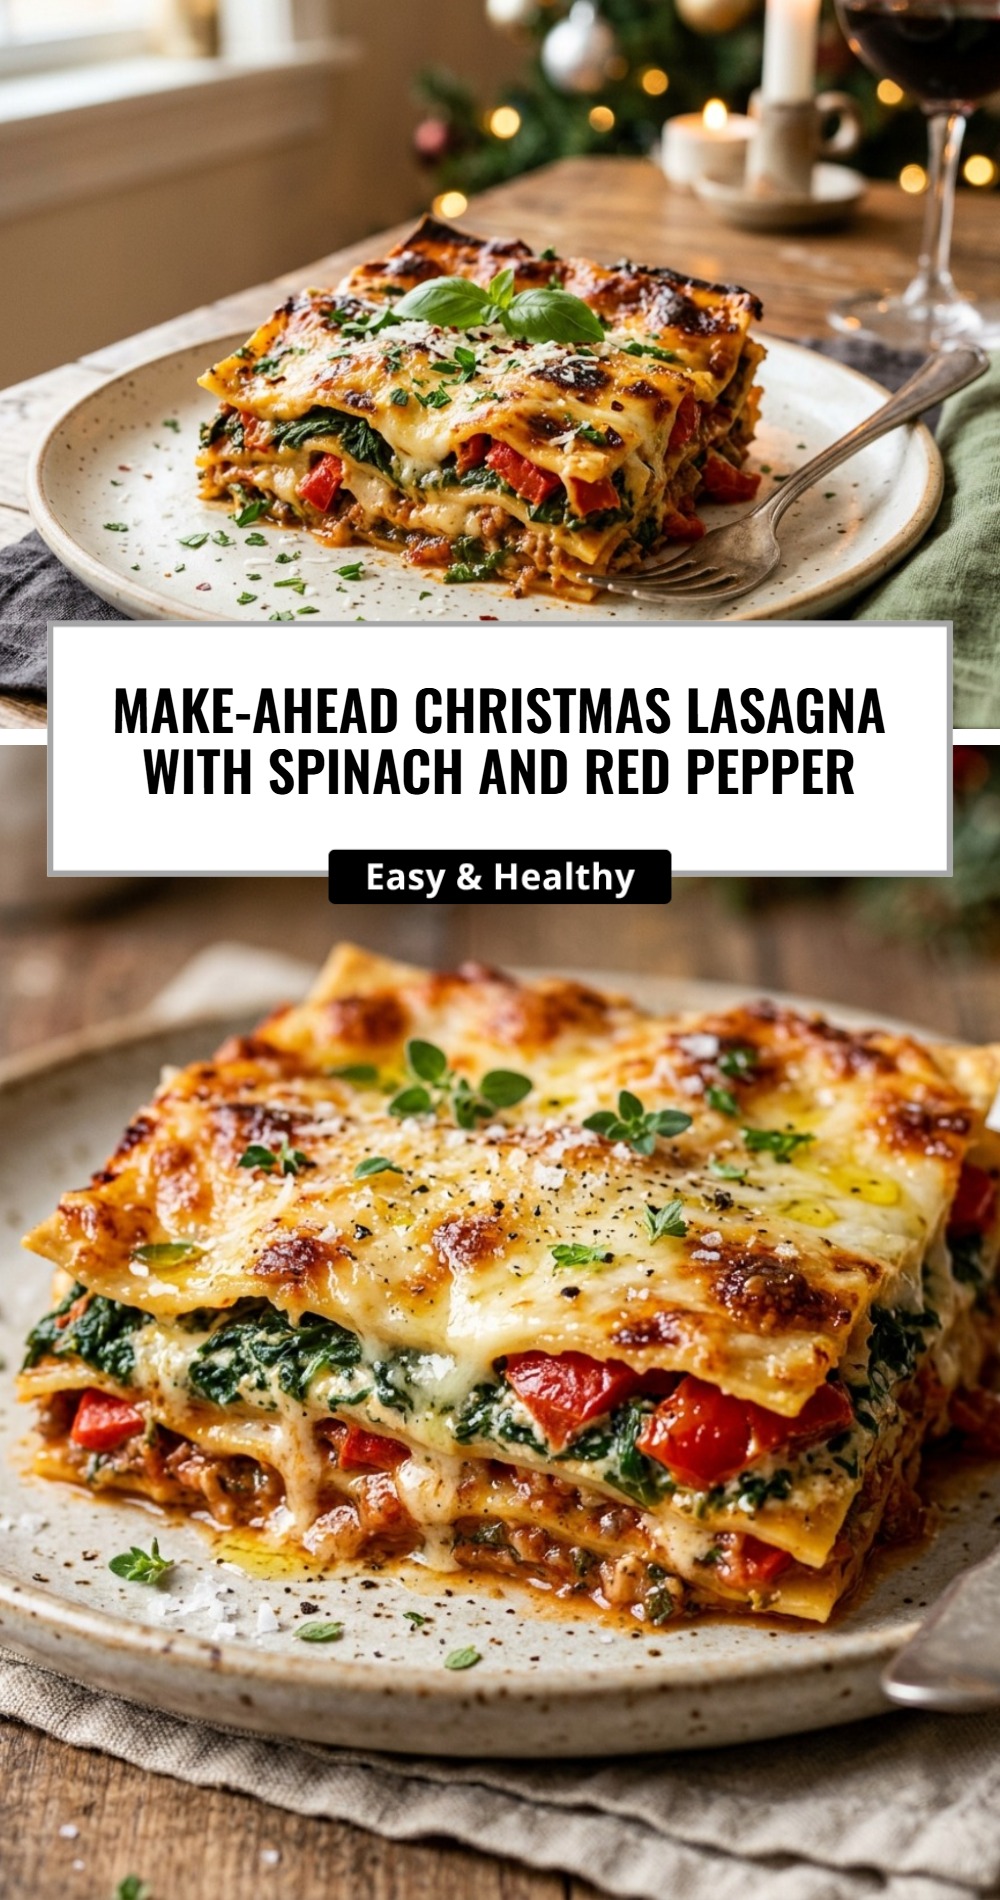 MAKE-AHEAD CHRISTMAS LASAGNA
WITH SPINACH AND RED PEPPER
Easy & Healthy